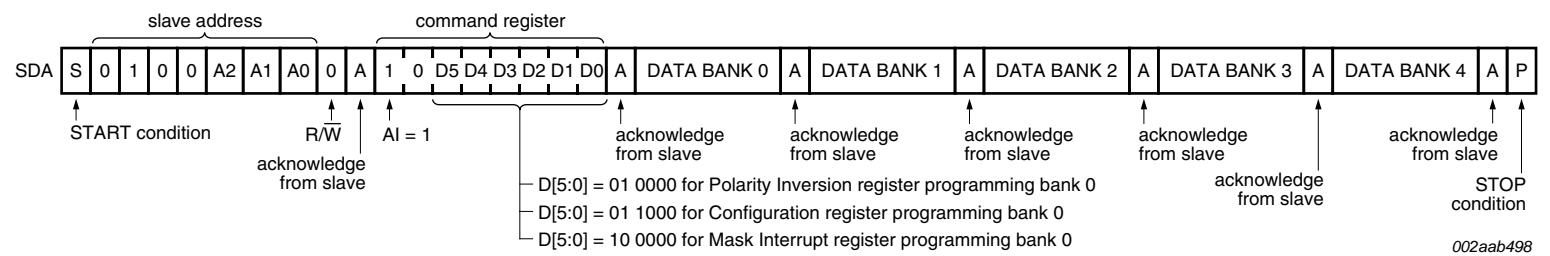 slave address command register
SDA S 0 1 0 0 A2 A1 A0 0 A 1 0 D5 D4 D3 D2 D1 D0 A DATA BANK 0 A DATA BANK 1 A DATA BANK 2 A DATA BANK 3 A DATA BANK 4 A P
START condition R/W̅ AI = 1 acknowledge acknowledge acknowledge acknowledge acknowledge
from slave from slave from slave from slave from slave
acknowledge
from slave
acknowledge
from slave
STOP
condition
D[5:0] = 01 0000 for Polarity Inversion register programming bank 0
D[5:0] = 01 1000 for Configuration register programming bank 0
D[5:0] = 10 0000 for Mask Interrupt register programming bank 0
002aab498